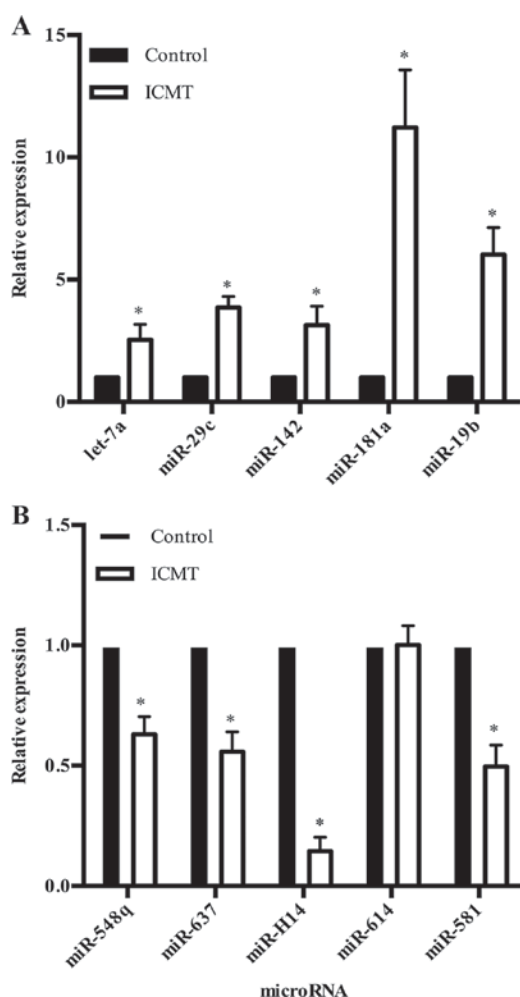 A
15
10
5
0
Relative expression
Control
ICMT
*
*
*
*
*
let-7a
miR-29c
miR-142
miR-181a
miR-19b
B
1.5
1.0
0.5
0.0
Relative expression
Control
ICMT
*
*
*
*
miR-548q
miR-637
miR-H14
miR-614
miR-581
microRNA